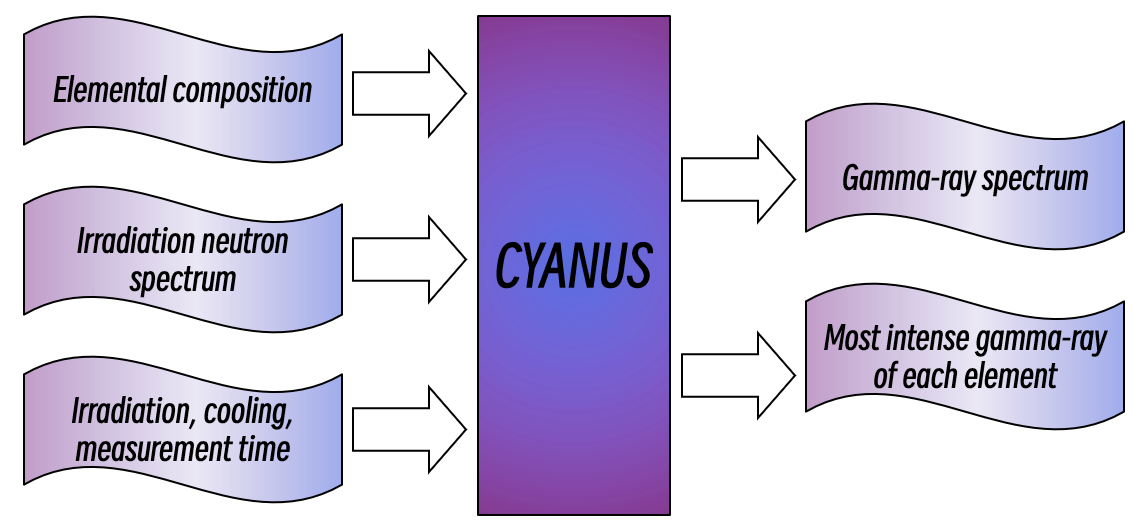 Elemental composition
Irradiation neutron
spectrum
Irradiation, cooling,
measurement time
CYANUS
Gamma-ray spectrum
Most intense gamma-ray
of each element